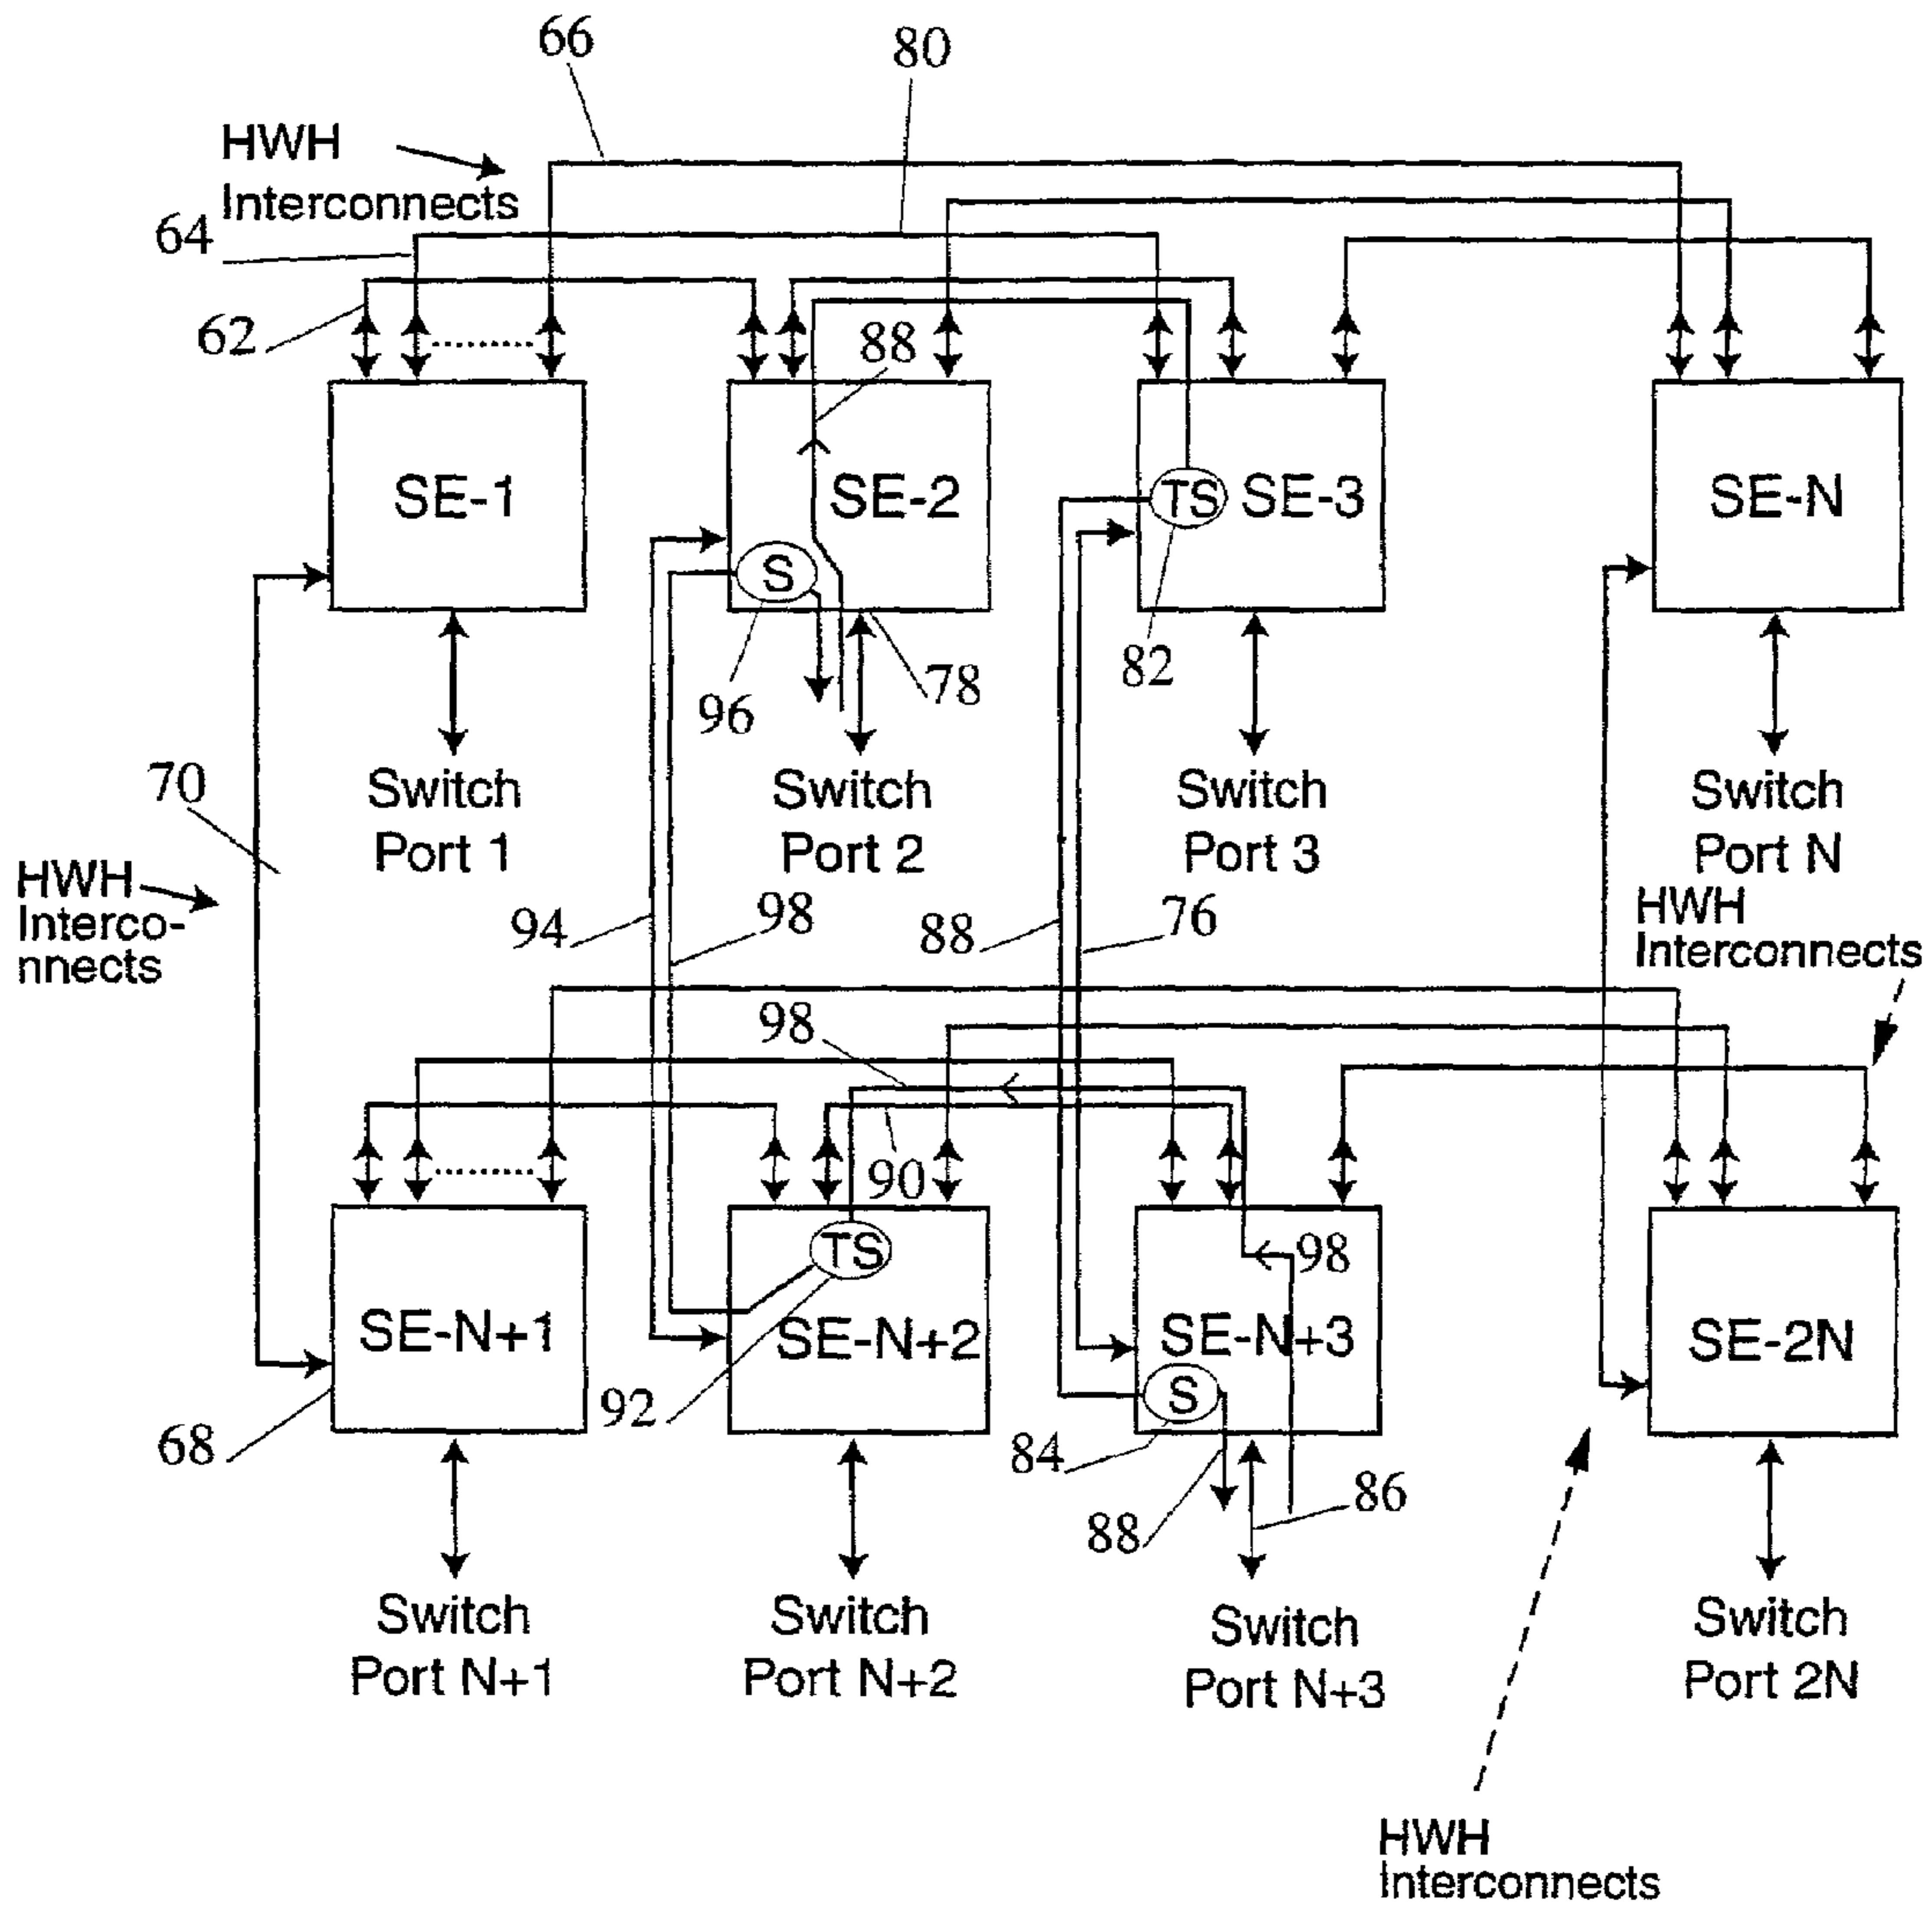 66
80
HWH
Interconnects
64
62
88
SE-1
SE-2
TS
SE-3
SE-N
S
96
78
82
Switch
Port 1
Switch
Port 2
Switch
Port 3
Switch
Port N
70
HWH
Interco-
nnects
94
98
88
76
HWH
Interconnects
98
90
TS
98
SE-N+1
SE-N+2
SE-N+3
SE-2N
S
68
92
84
88
86
Switch
Port N+1
Switch
Port N+2
Switch
Port N+3
Switch
Port 2N
HWH
Interconnects